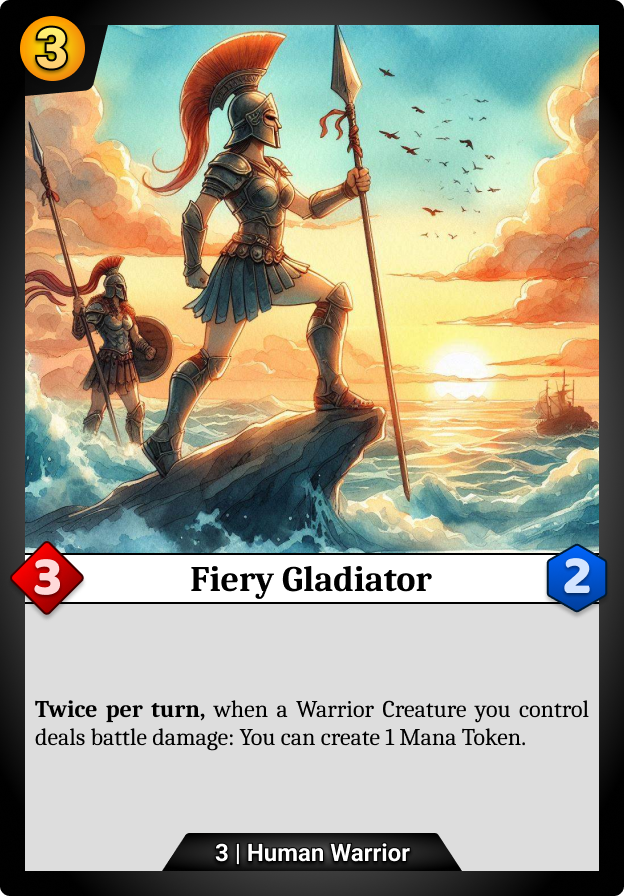 3
3
Fiery Gladiator
2
Twice per turn, when a Warrior Creature you control
deals battle damage: You can create 1 Mana Token.
3 | Human Warrior